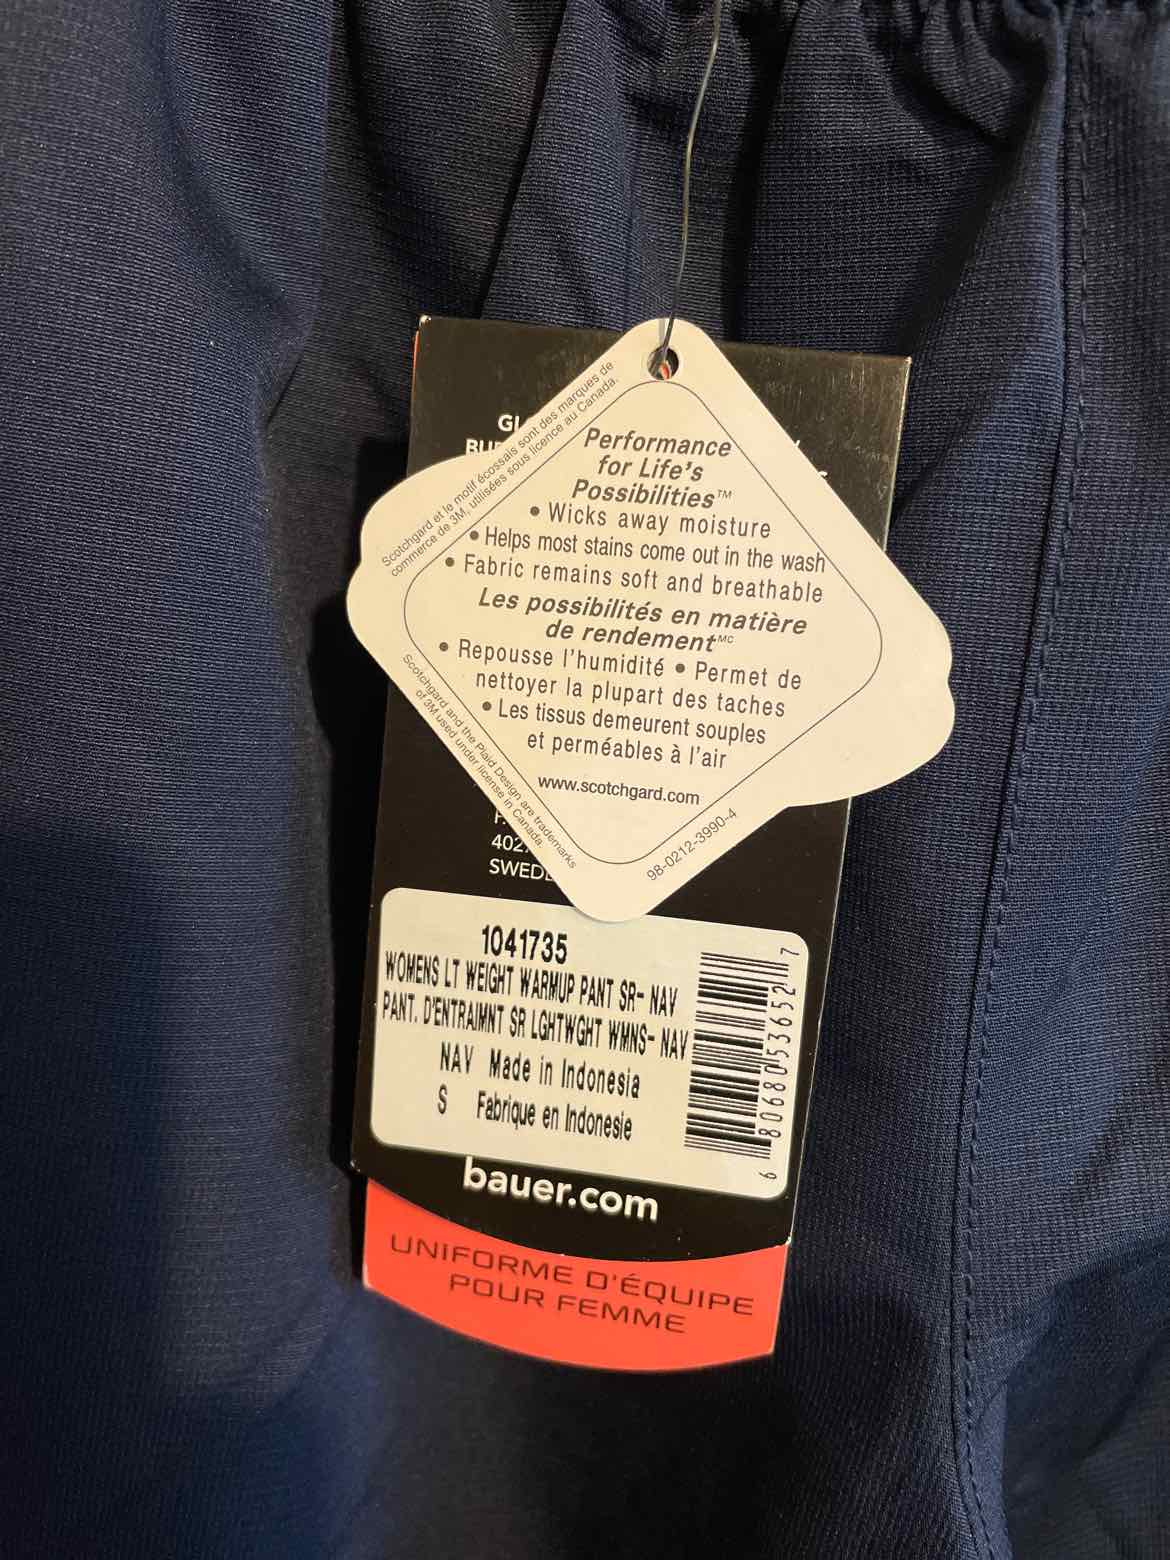 Performance
for Life's
Possibilities™
• Wicks away moisture
• Helps most stains come out in the wash
• Fabric remains soft and breathable
Les possibilités en matière
de rendement MC
• Repousse l'humidité • Permet de
nettoyer la plupart des taches
• Les tissus demeurent souples
et perméables à l'air
www.scotchgard.com
98-0212-3990-4
Scotchgard et le motif écossais sont des marques de
commerce de 3M, utilisées sous licence au Canada.
Scotchgard and the Plaid Design are trademarks
of 3M used under license in Canada.
1041735
WOMENS LT WEIGHT WARMUP PANT SR- NAV
PANT. D'ENTRAIMNT SR LGHTWGHT WMNS- NAV
NAV Made in Indonesia
S Fabrique en Indonesie
6 80680 53652 7
bauer.com
UNIFORME D'ÉQUIPE
POUR FEMME